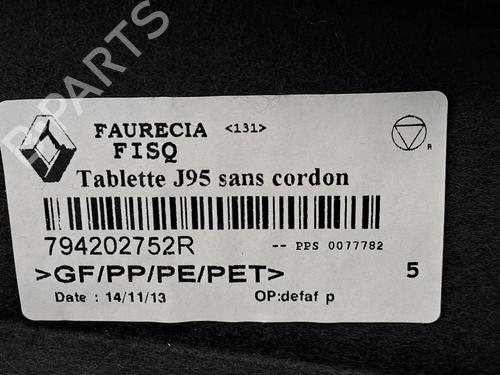 B-PARTS
FAURECIA <131>
FISQ
R
Tablette J95 sans cordon
794202752R -- PPS 0077782
>GF/PP/PE/PET> 5
Date : 14/11/13 OP:defaf p